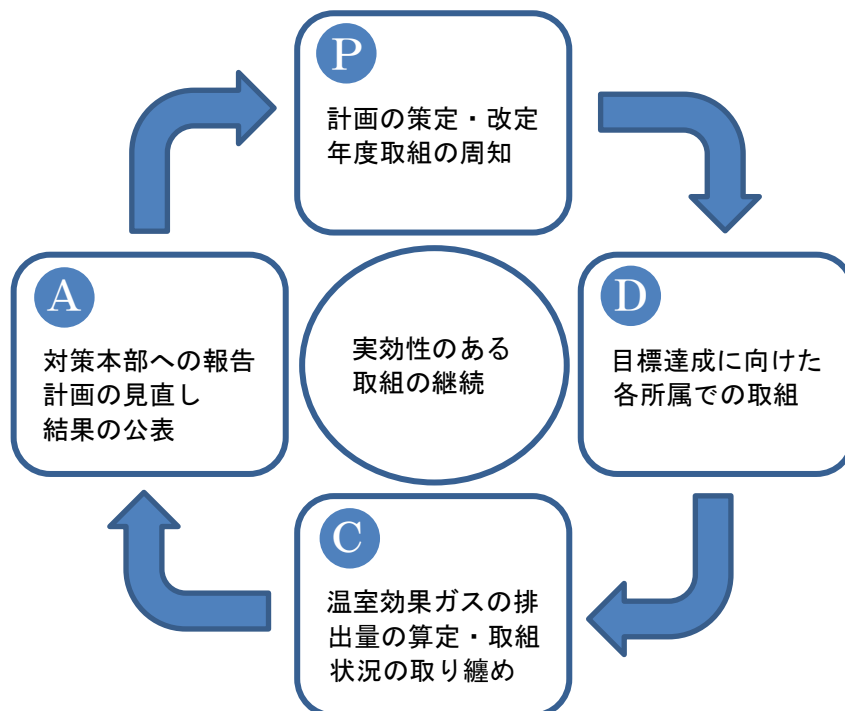 P
計画の策定・改定
年度取組の周知
A
対策本部への報告
計画の見直し
結果の公表
実効性のある
取組の継続
D
目標達成に向けた
各所属での取組
C
温室効果ガスの排
出量の算定・取組
状況の取り纏め